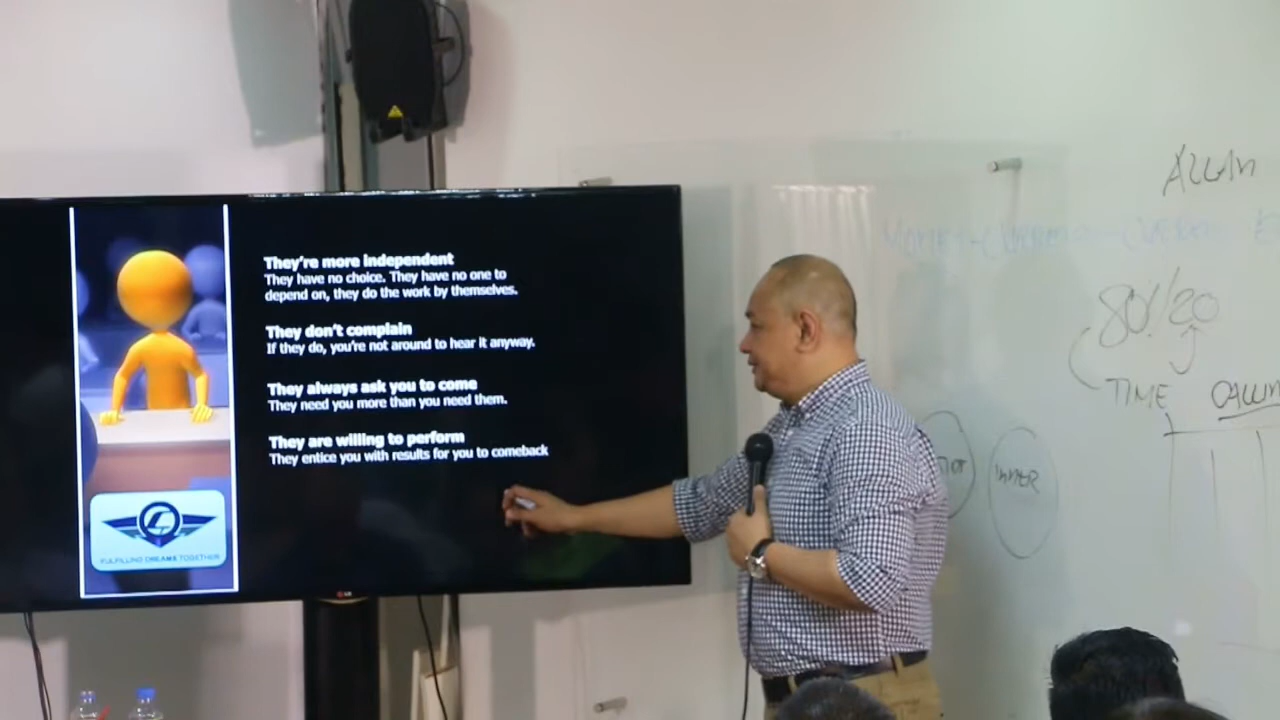 They're more independent
They have no choice. They have no one to
depend on, they do the work by themselves.
They don't complain
If they do, you're not around to hear it anyway.
They always ask you to come
They need you more than you need them.
They are willing to perform
They entice you with results for you to comeback
FULFILLING DREAMS TOGETHER
LG
ALLAN
80%/20
TIME
INNER